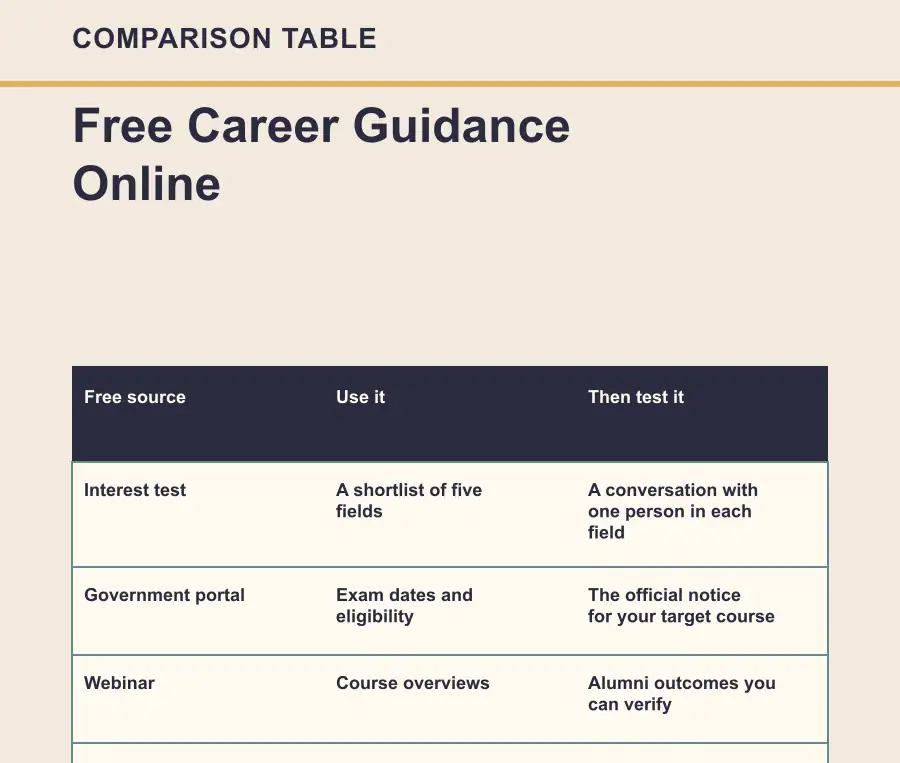 COMPARISON TABLE
Free Career Guidance
Online
Free source
Use it
Then test it
Interest test
A shortlist of five
fields
A conversation with
one person in each
field
Government portal
Exam dates and
eligibility
The official notice
for your target course
Webinar
Course overviews
Alumni outcomes you
can verify